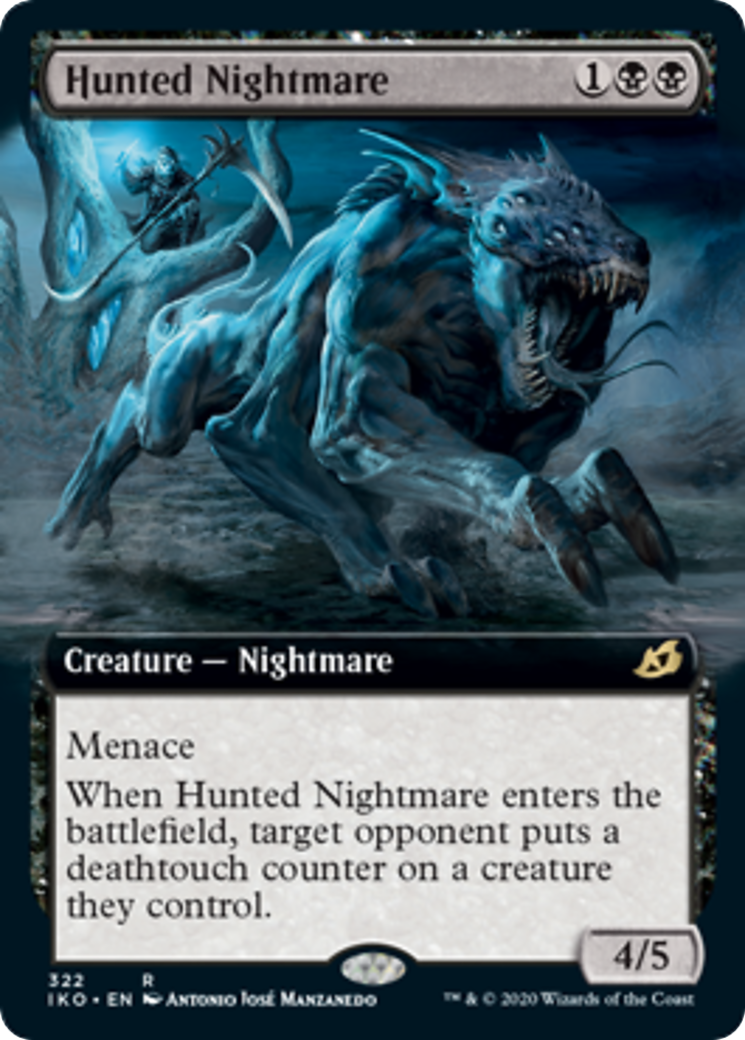 Hunted Nightmare 1
Creature — Nightmare
Menace
When Hunted Nightmare enters the
battlefield, target opponent puts a
deathtouch counter on a creature
they control.
4/5
322 R
IKO • EN Antonio José Manzanedo ™ & © 2020 Wizards of the Coast